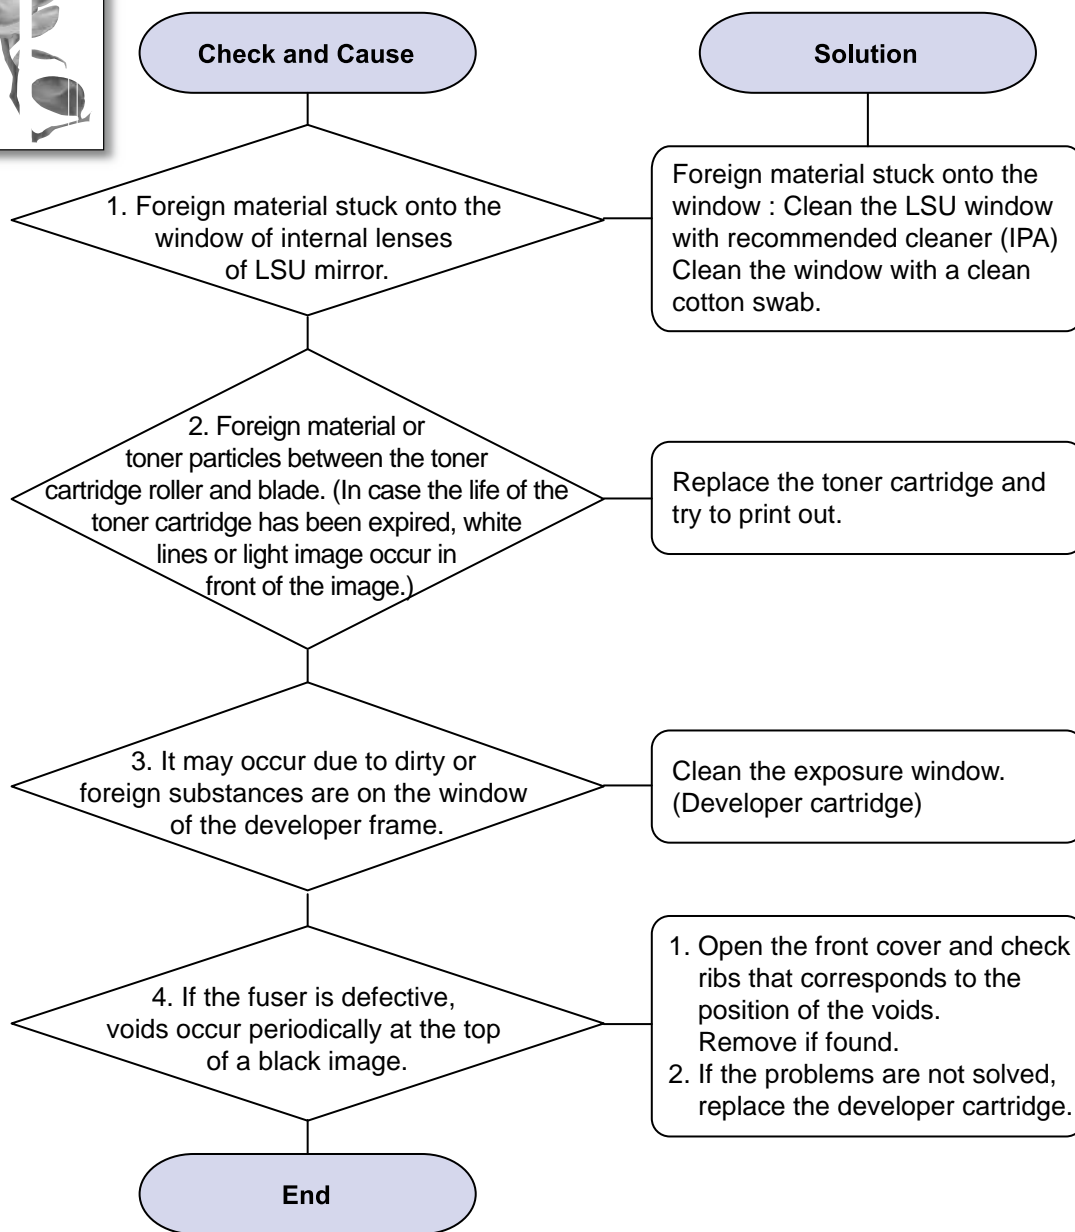 Check and Cause
Solution
1. Foreign material stuck onto the
window of internal lenses
of LSU mirror.
Foreign material stuck onto the
window : Clean the LSU window
with recommended cleaner (IPA)
Clean the window with a clean
cotton swab.
2. Foreign material or
toner particles between the toner
cartridge roller and blade. (In case the life of the
toner cartridge has been expired, white
lines or light image occur in
front of the image.)
Replace the toner cartridge and
try to print out.
3. It may occur due to dirty or
foreign substances are on the window
of the developer frame.
Clean the exposure window.
(Developer cartridge)
4. If the fuser is defective,
voids occur periodically at the top
of a black image.
1. Open the front cover and check
ribs that corresponds to the
position of the voids.
Remove if found.
2. If the problems are not solved,
replace the developer cartridge.
End